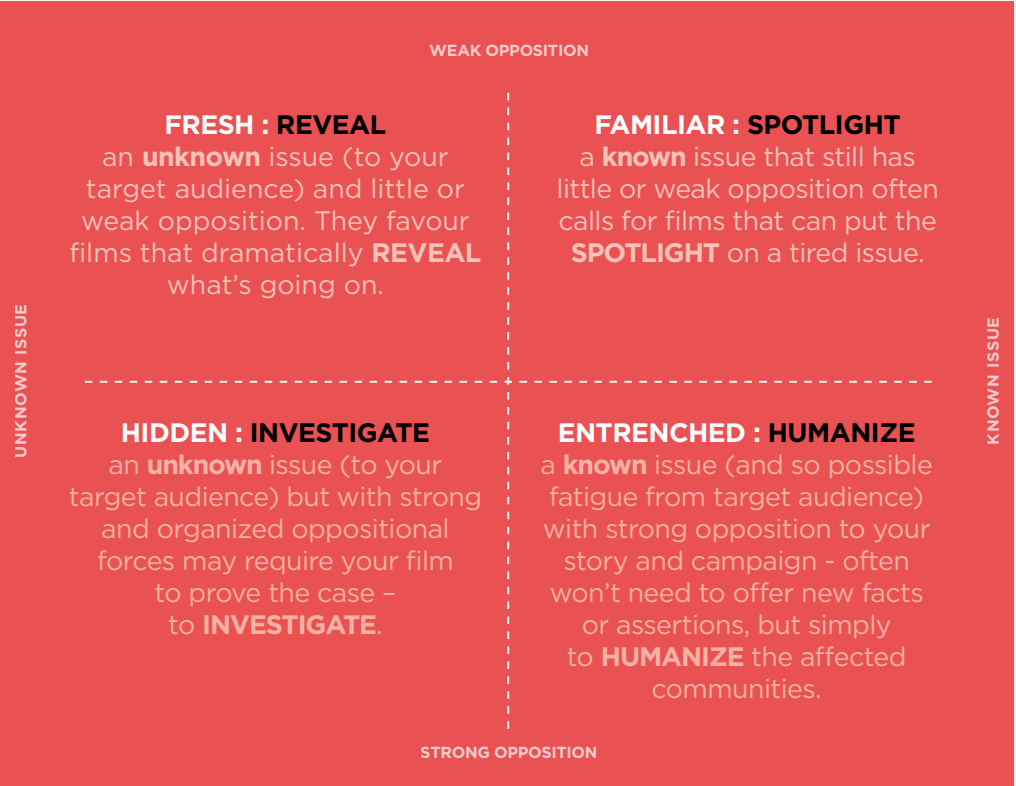 WEAK OPPOSITION
FRESH : REVEAL
an unknown issue (to your
target audience) and little or
weak opposition. They favour
films that dramatically REVEAL
what's going on.
FAMILIAR : SPOTLIGHT
a known issue that still has
little or weak opposition often
calls for films that can put the
SPOTLIGHT on a tired issue.
UNKNOWN ISSUE
KNOWN ISSUE
HIDDEN : INVESTIGATE
an unknown issue (to your
target audience) but with strong
and organized oppositional
forces may require your film
to prove the case –
to INVESTIGATE.
ENTRENCHED : HUMANIZE
a known issue (and so possible
fatigue from target audience)
with strong opposition to your
story and campaign - often
won't need to offer new facts
or assertions, but simply
to HUMANIZE the affected
communities.
STRONG OPPOSITION